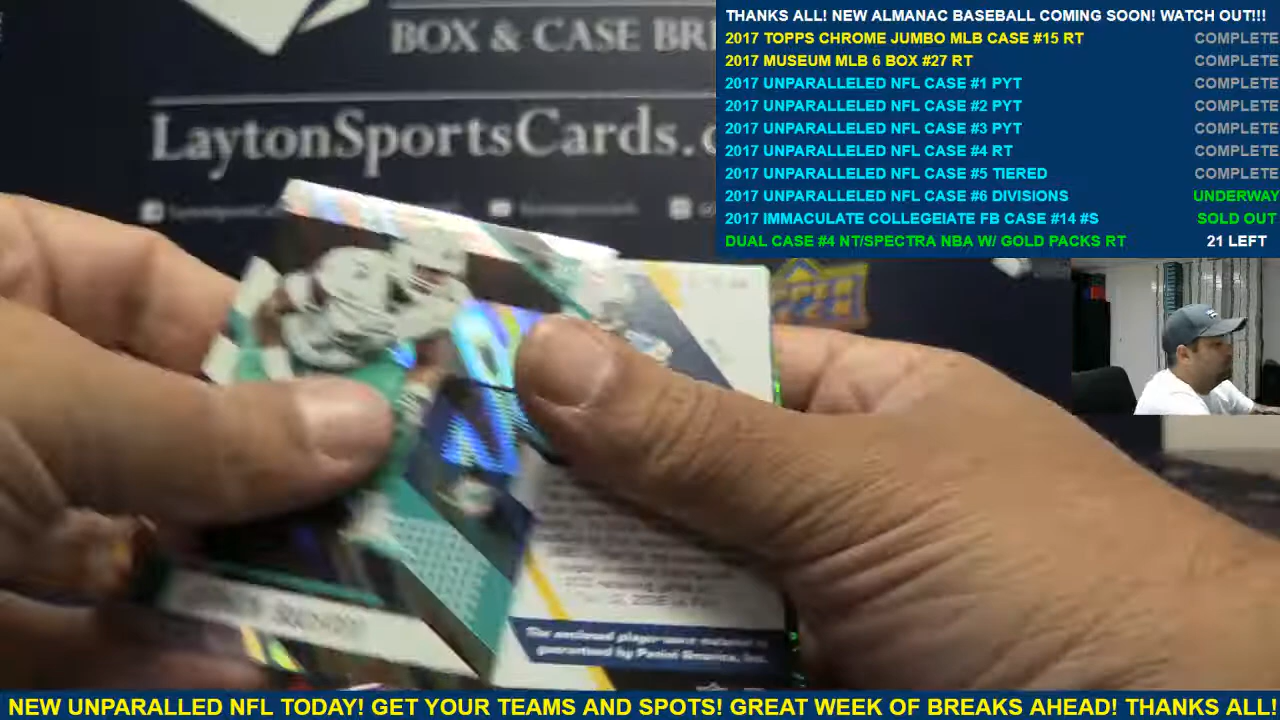 BOX & CASE BRE
LaytonSportsCards.c
THANKS ALL! NEW ALMANAC BASEBALL COMING SOON! WATCH OUT!!!
2017 TOPPS CHROME JUMBO MLB CASE #15 RT COMPLETE
2017 MUSEUM MLB 6 BOX #27 RT COMPLETE
2017 UNPARALLELED NFL CASE #1 PYT COMPLETE
2017 UNPARALLELED NFL CASE #2 PYT COMPLETE
2017 UNPARALLELED NFL CASE #3 PYT COMPLETE
2017 UNPARALLELED NFL CASE #4 RT COMPLETE
2017 UNPARALLELED NFL CASE #5 TIERED COMPLETE
2017 UNPARALLELED NFL CASE #6 DIVISIONS UNDERWAY
2017 IMMACULATE COLLEGEIATE FB CASE #14 #S SOLD OUT
DUAL CASE #4 NT/SPECTRA NBA W/ GOLD PACKS RT 21 LEFT
The enclosed player-worn material is
guaranteed by Panini America, Inc.
NEW UNPARALLED NFL TODAY! GET YOUR TEAMS AND SPOTS! GREAT WEEK OF BREAKS AHEAD! THANKS ALL!